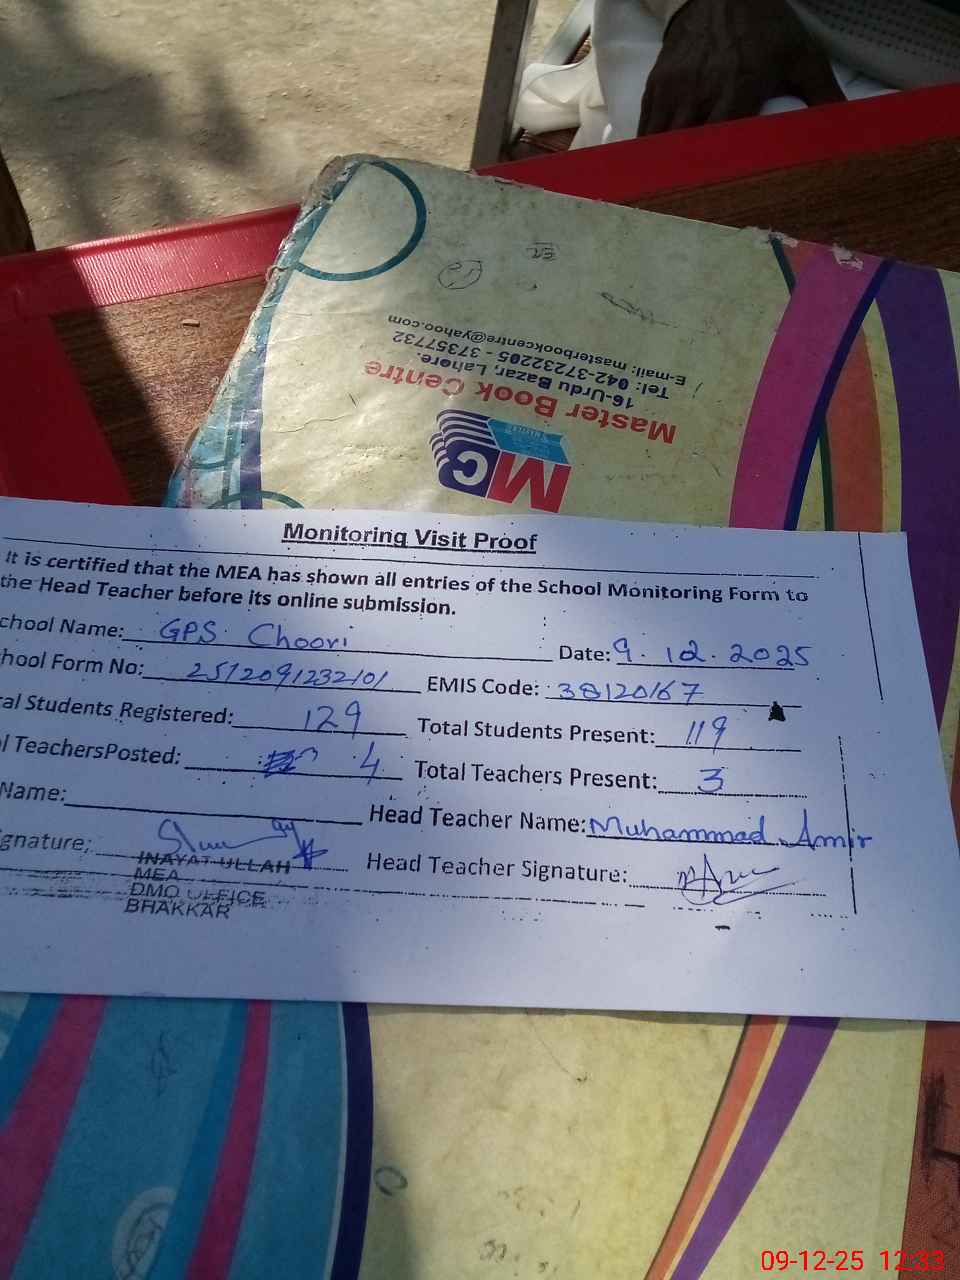 E-mail: masterbookcentre@yahoo.com
Tel: 042-37232205 - 37357732
16-Urdu Bazar, Lahore.
Master Book Centre
MC
Monitoring Visit Proof
It is certified that the MEA has shown all entries of the School Monitoring Form to
the Head Teacher before its online submission.
chool Name: GPS Choori Date: 9.12.2025
hool Form No: 2512091232101 EMIS Code: 38120167
al Students Registered: 129 Total Students Present: 119
l TeachersPosted: 4 Total Teachers Present: 3
Name: Head Teacher Name: Muhammad Amir
gnature: Head Teacher Signature:
INAYAT ULLAH
MEA
DMO OFFICE
BHAKKAR
09-12-25 12:33